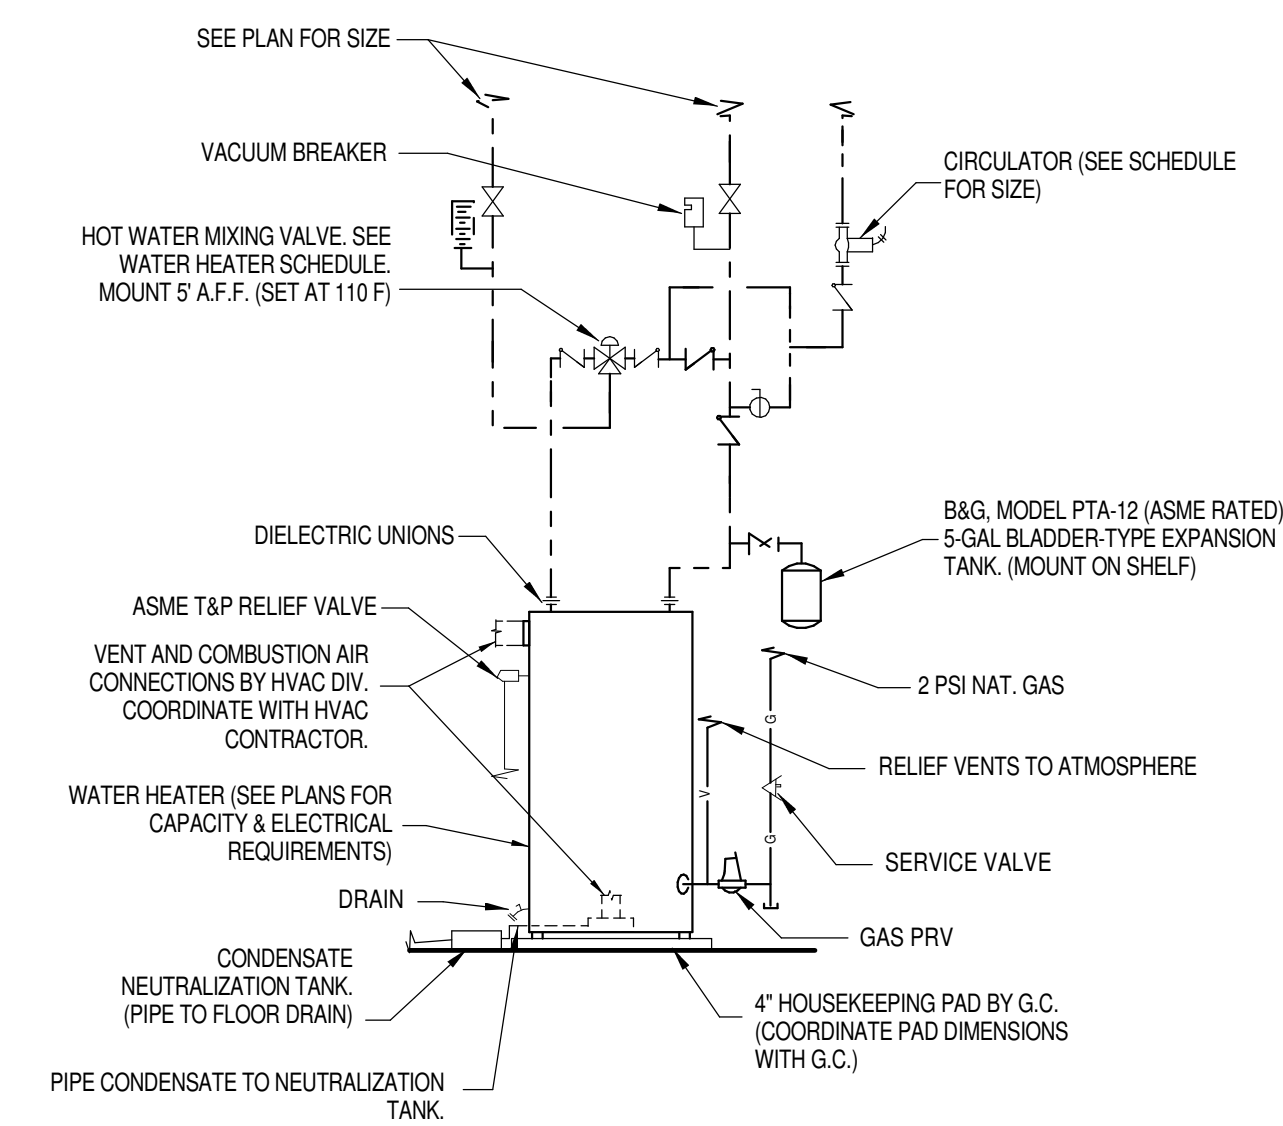 SEE PLAN FOR SIZE
VACUUM BREAKER
CIRCULATOR (SEE SCHEDULE
FOR SIZE)
HOT WATER MIXING VALVE. SEE
WATER HEATER SCHEDULE.
MOUNT 5' A.F.F. (SET AT 110 F)
DIELECTRIC UNIONS
B&G, MODEL PTA-12 (ASME RATED)
5-GAL BLADDER-TYPE EXPANSION
TANK. (MOUNT ON SHELF)
ASME T&P RELIEF VALVE
VENT AND COMBUSTION AIR
CONNECTIONS BY HVAC DIV.
COORDINATE WITH HVAC
CONTRACTOR.
2 PSI NAT. GAS
G
RELIEF VENTS TO ATMOSPHERE
V
WATER HEATER (SEE PLANS FOR
CAPACITY & ELECTRICAL
REQUIREMENTS)
G
SERVICE VALVE
DRAIN
GAS PRV
CONDENSATE
NEUTRALIZATION TANK.
(PIPE TO FLOOR DRAIN)
4" HOUSEKEEPING PAD BY G.C.
(COORDINATE PAD DIMENSIONS
WITH G.C.)
PIPE CONDENSATE TO NEUTRALIZATION
TANK.